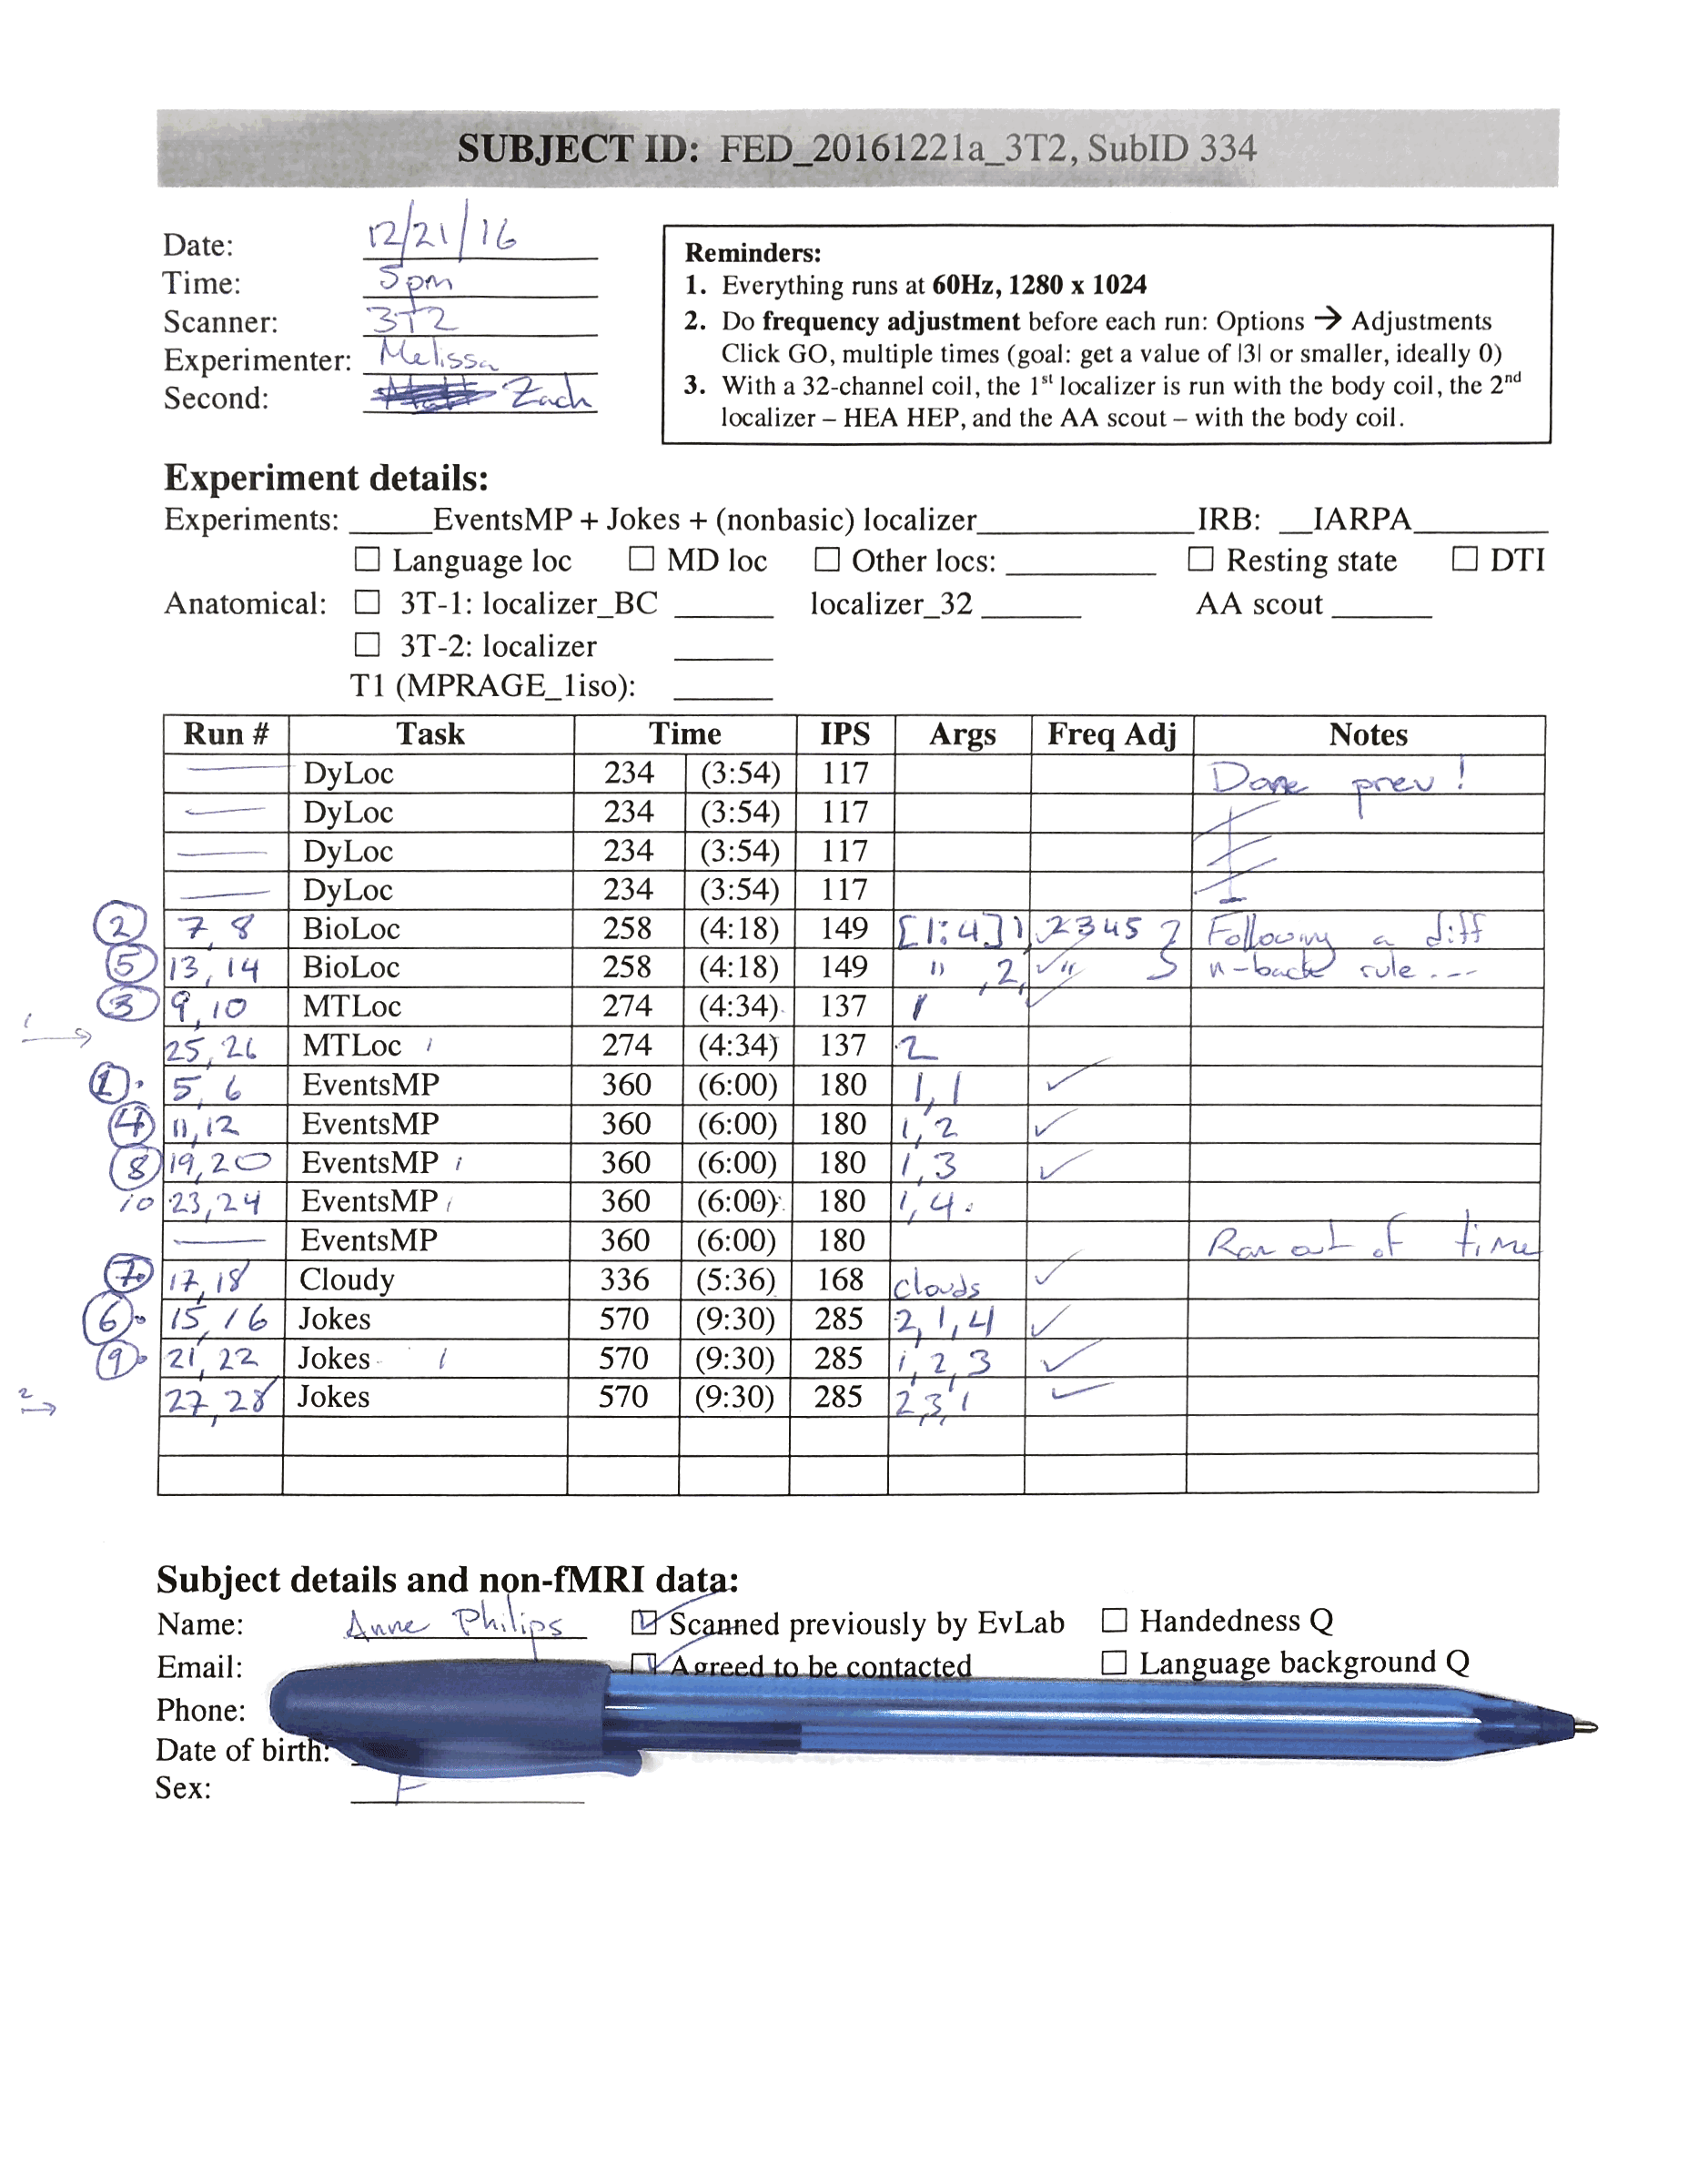 SUBJECT ID: FED_20161221a_3T2, SubID 334
Date: 12/21/16
Time: 5pm
Scanner: 3T2
Experimenter: Melissa
Second: Zach
Reminders:
1. Everything runs at 60Hz, 1280 x 1024
2. Do frequency adjustment before each run: Options → Adjustments
Click GO, multiple times (goal: get a value of |3| or smaller, ideally 0)
3. With a 32-channel coil, the 1st localizer is run with the body coil, the 2nd
localizer – HEA HEP, and the AA scout – with the body coil.
Experiment details:
Experiments: EventsMP + Jokes + (nonbasic) localizer IRB: IARPA
☐ Language loc ☐ MD loc ☐ Other locs: ☐ Resting state ☐ DTI
Anatomical: ☐ 3T-1: localizer_BC localizer_32 AA scout
☐ 3T-2: localizer
T1 (MPRAGE_1iso):
Run # Task Time IPS Args Freq Adj Notes
— DyLoc 234 (3:54) 117 Done prev!
— DyLoc 234 (3:54) 117
— DyLoc 234 (3:54) 117
— DyLoc 234 (3:54) 117
② 7, 8 BioLoc 258 (4:18) 149 [1:4] 1, 2345 Following a diff
⑤ 13, 14 BioLoc 258 (4:18) 149 " , 2, ✓ " n-back rule ---
③ 9, 10 MTLoc 274 (4:34) 137 1 ✓
1 → 25, 26 MTLoc 274 (4:34) 137 2
① 5, 6 EventsMP 360 (6:00) 180 1, 1 ✓
④ 11, 12 EventsMP 360 (6:00) 180 1, 2 ✓
⑧ 19, 20 EventsMP 360 (6:00) 180 1, 3 ✓
10 23, 24 EventsMP 360 (6:00) 180 1, 4
— EventsMP 360 (6:00) 180 Ran out of time
⑦ 17, 18 Cloudy 336 (5:36) 168 clouds ✓
⑥ 15, 16 Jokes 570 (9:30) 285 2, 1, 4 ✓
⑨ 21, 22 Jokes 570 (9:30) 285 1, 2, 3 ✓
2 → 27, 28 Jokes 570 (9:30) 285 2, 3, 1 ✓
Subject details and non-fMRI data:
Name: Anne Philips ☑ Scanned previously by EvLab ☐ Handedness Q
Email: ☑ Agreed to be contacted ☐ Language background Q
Phone:
Date of birth:
Sex: F